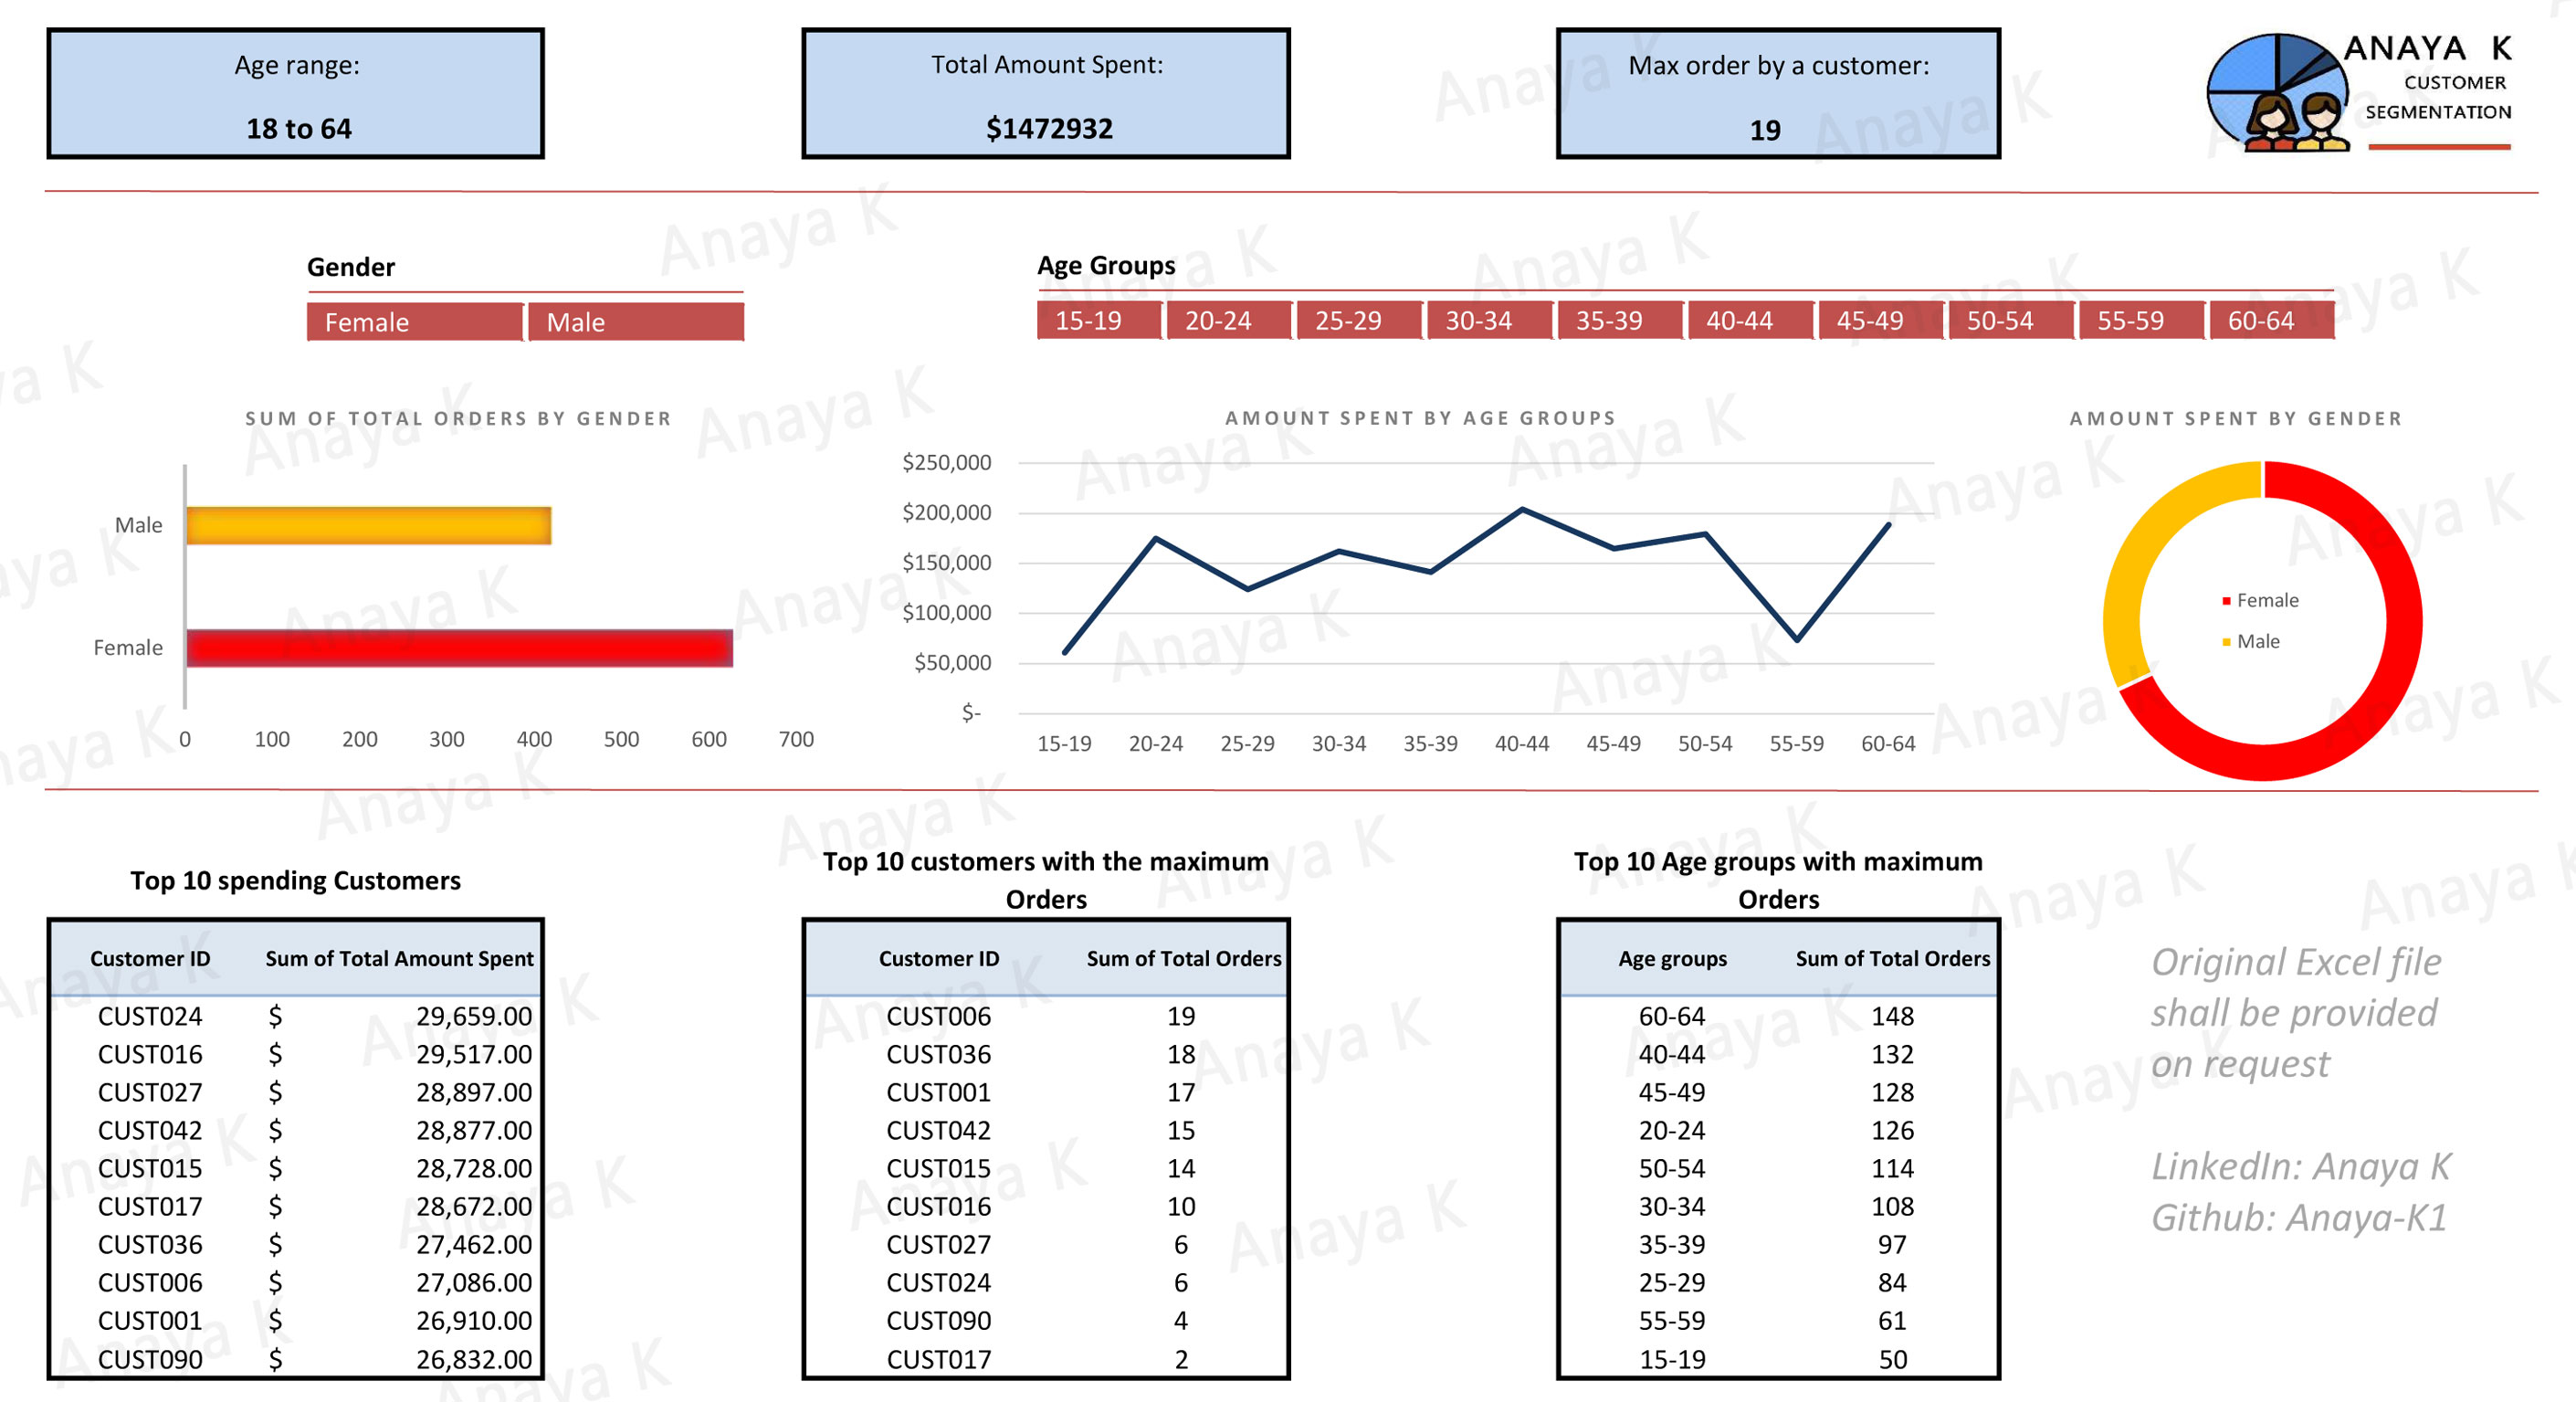 Age range:
18 to 64
Total Amount Spent:
$1472932
Max order by a customer:
19
ANAYA K
CUSTOMER
SEGMENTATION
Gender
Female Male
Age Groups
15-19 20-24 25-29 30-34 35-39 40-44 45-49 50-54 55-59 60-64
SUM OF TOTAL ORDERS BY GENDER
Male
Female
0 100 200 300 400 500 600 700
AMOUNT SPENT BY AGE GROUPS
$250,000
$200,000
$150,000
$100,000
$50,000
$-
15-19 20-24 25-29 30-34 35-39 40-44 45-49 50-54 55-59 60-64
AMOUNT SPENT BY GENDER
Female
Male
Top 10 spending Customers
Customer ID Sum of Total Amount Spent
CUST024 $ 29,659.00
CUST016 $ 29,517.00
CUST027 $ 28,897.00
CUST042 $ 28,877.00
CUST015 $ 28,728.00
CUST017 $ 28,672.00
CUST036 $ 27,462.00
CUST006 $ 27,086.00
CUST001 $ 26,910.00
CUST090 $ 26,832.00
Top 10 customers with the maximum
Orders
Customer ID Sum of Total Orders
CUST006 19
CUST036 18
CUST001 17
CUST042 15
CUST015 14
CUST016 10
CUST027 6
CUST024 6
CUST090 4
CUST017 2
Top 10 Age groups with maximum
Orders
Age groups Sum of Total Orders
60-64 148
40-44 132
45-49 128
20-24 126
50-54 114
30-34 108
35-39 97
25-29 84
55-59 61
15-19 50
Original Excel file
shall be provided
on request
LinkedIn: Anaya K
Github: Anaya-K1
Anaya K